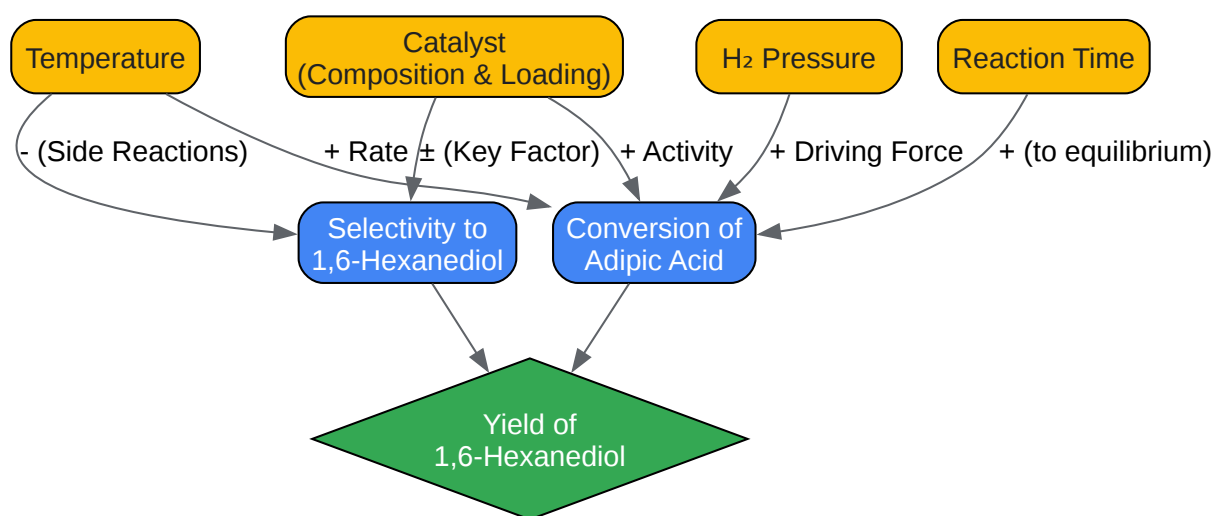 Temperature
Catalyst
(Composition & Loading)
H₂ Pressure
Reaction Time
- (Side Reactions)
+ Rate
± (Key Factor)
+ Activity
+ Driving Force
+ (to equilibrium)
Selectivity to
1,6-Hexanediol
Conversion of
Adipic Acid
Yield of
1,6-Hexanediol